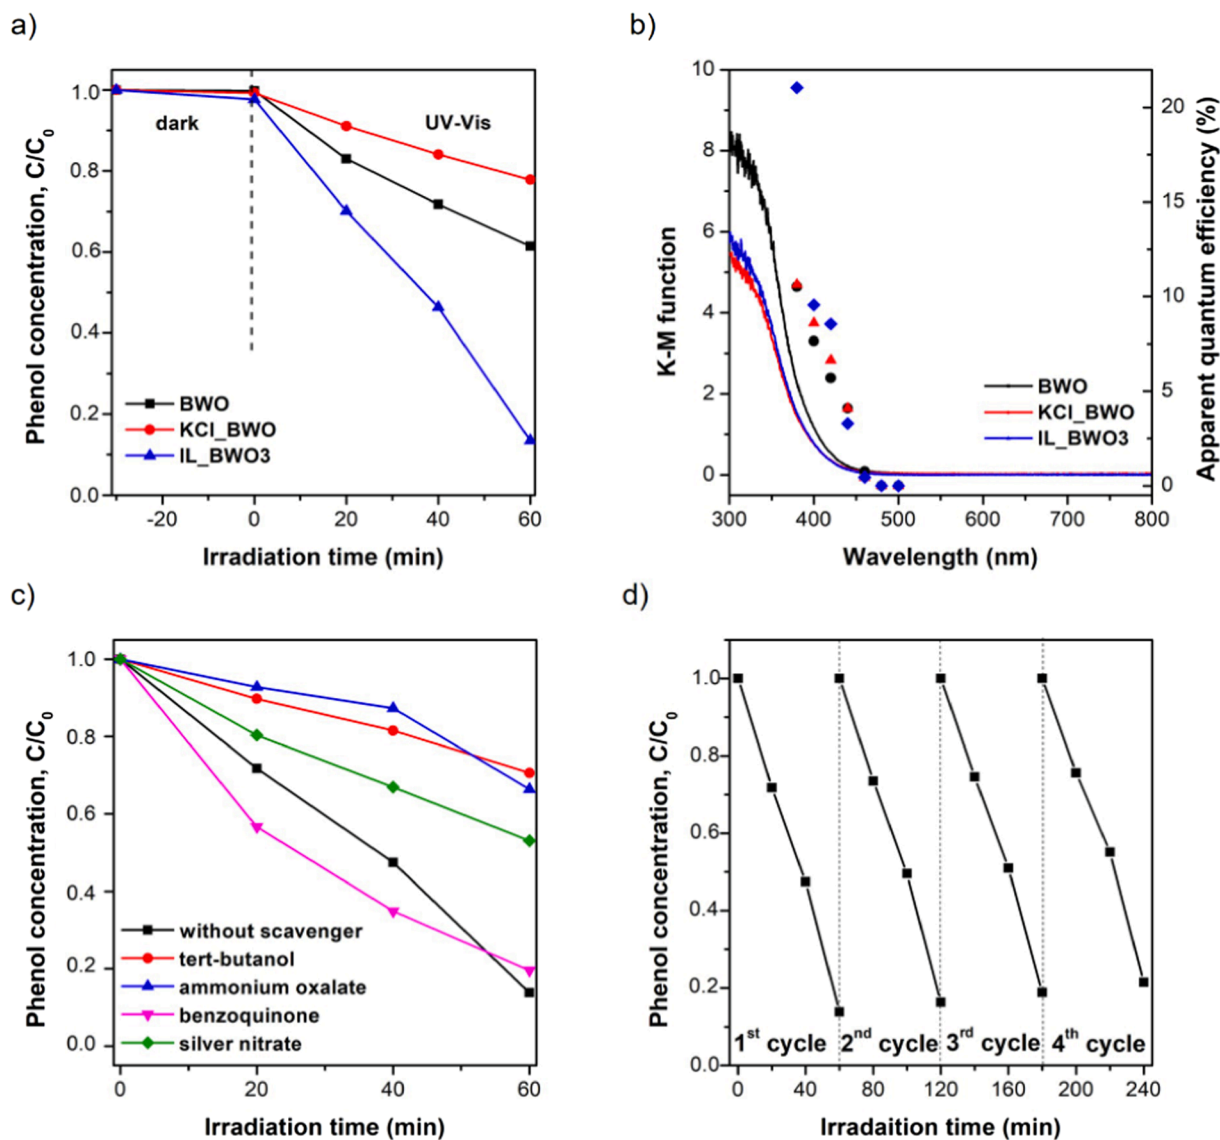 a)
Phenol concentration, C/C0
1.0
0.8
0.6
0.4
0.2
0.0
dark
UV-Vis
BWO
KCl_BWO
IL_BWO3
-20 0 20 40 60
Irradiation time (min)
b)
K-M function
10
8
6
4
2
0
20
15
10
5
0
Apparent quantum efficiency (%)
BWO
KCl_BWO
IL_BWO3
300 400 500 600 700 800
Wavelength (nm)
c)
Phenol concentration, C/C0
1.0
0.8
0.6
0.4
0.2
0.0
without scavenger
tert-butanol
ammonium oxalate
benzoquinone
silver nitrate
0 20 40 60
Irradiation time (min)
d)
Phenol concentration, C/C0
1.0
0.8
0.6
0.4
0.2
0.0
1st cycle 2nd cycle 3rd cycle 4th cycle
0 40 80 120 160 200 240
Irradaition time (min)